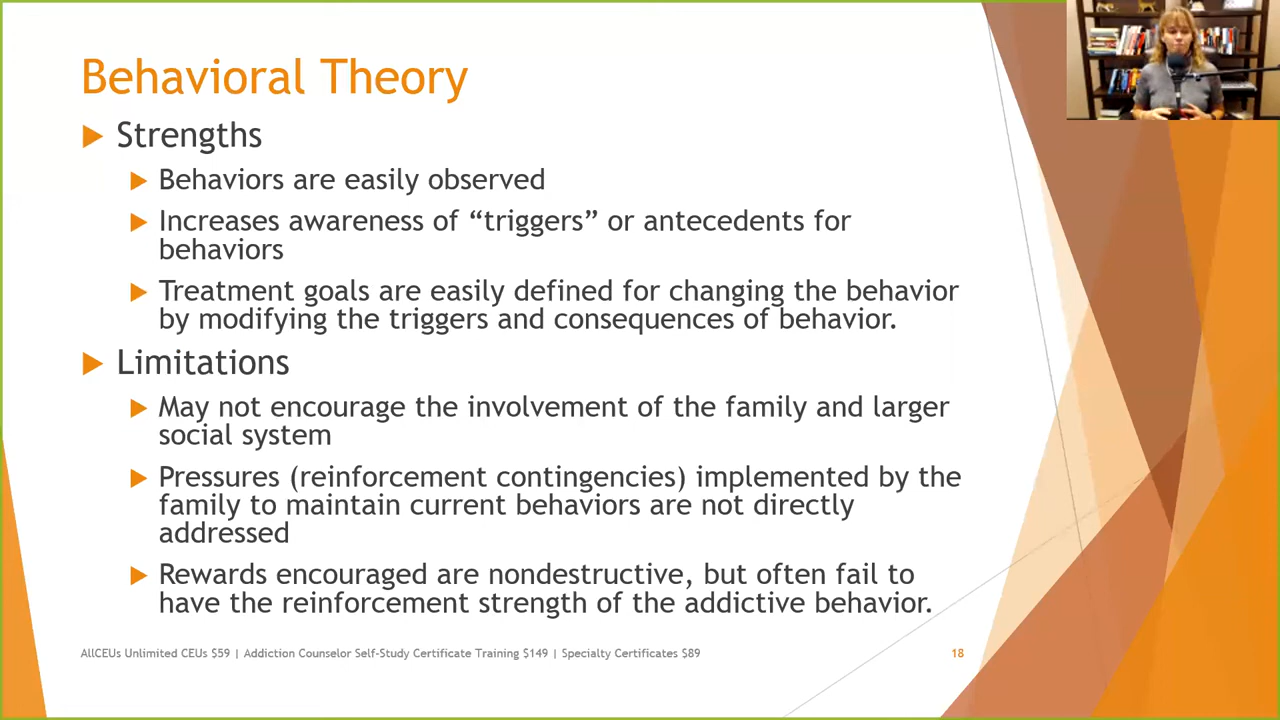 Behavioral Theory
Strengths
Behaviors are easily observed
Increases awareness of “triggers” or antecedents for
behaviors
Treatment goals are easily defined for changing the behavior
by modifying the triggers and consequences of behavior.
Limitations
May not encourage the involvement of the family and larger
social system
Pressures (reinforcement contingencies) implemented by the
family to maintain current behaviors are not directly
addressed
Rewards encouraged are nondestructive, but often fail to
have the reinforcement strength of the addictive behavior.
AllCEUs Unlimited CEUs $59 | Addiction Counselor Self-Study Certificate Training $149 | Specialty Certificates $89
18